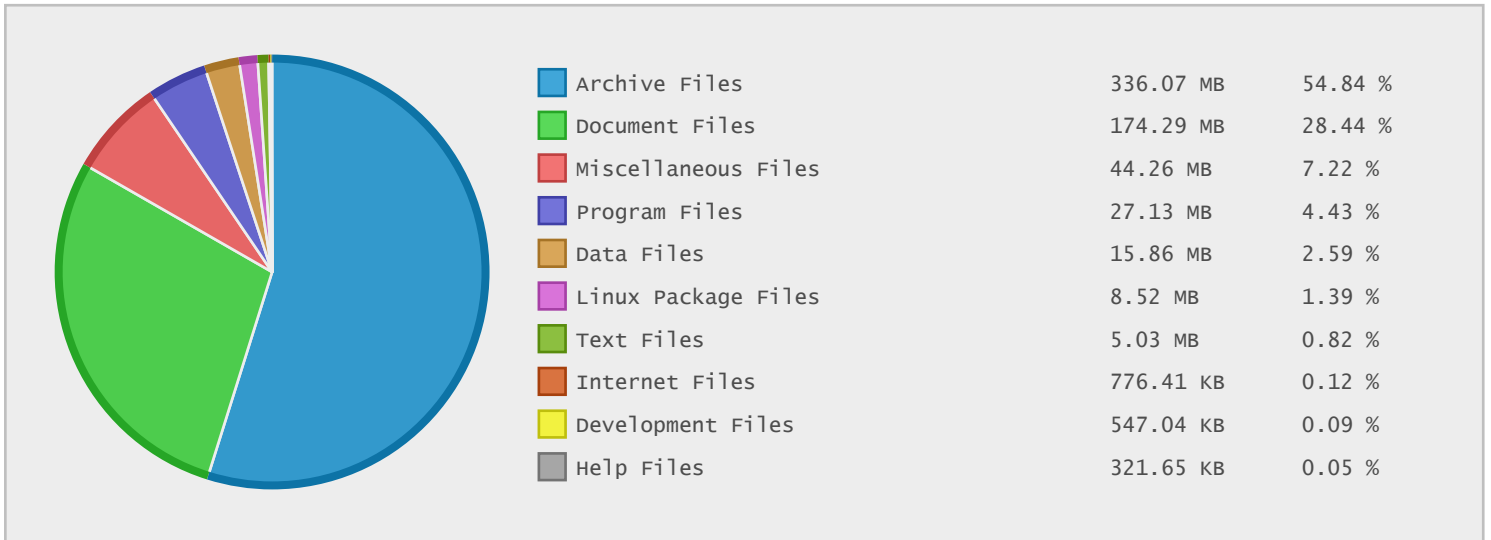 Archive Files 336.07 MB 54.84 %
Document Files 174.29 MB 28.44 %
Miscellaneous Files 44.26 MB 7.22 %
Program Files 27.13 MB 4.43 %
Data Files 15.86 MB 2.59 %
Linux Package Files 8.52 MB 1.39 %
Text Files 5.03 MB 0.82 %
Internet Files 776.41 KB 0.12 %
Development Files 547.04 KB 0.09 %
Help Files 321.65 KB 0.05 %